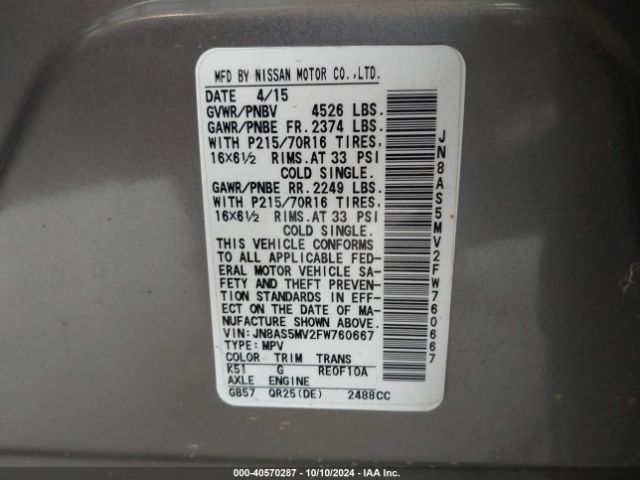 MFD BY NISSAN MOTOR CO.,LTD.
DATE 4/15
GVWR/PNBV 4526 LBS.
GAWR/PNBE FR.2374 LBS.
WITH P215/70R16 TIRES,
16×6½ RIMS.AT 33 PSI
COLD SINGLE.
GAWR/PNBE RR.2249 LBS.
WITH P215/70R16 TIRES,
16×6½ RIMS.AT 33 PSI
COLD SINGLE.
THIS VEHICLE CONFORMS
TO ALL APPLICABLE FED-
ERAL MOTOR VEHICLE SA-
FETY AND THEFT PREVEN-
TION STANDARDS IN EFF-
ECT ON THE DATE OF MA-
NUFACTURE SHOWN ABOVE.
VIN:JN8AS5MV2FW760667
TYPE:MPV
COLOR TRIM TRANS
K51 G RE0F10A
AXLE ENGINE
GB57 QR25(DE) 2488CC
JN8AS5MV2FW760667
000-40570287 - 10/10/2024 - IAA Inc.